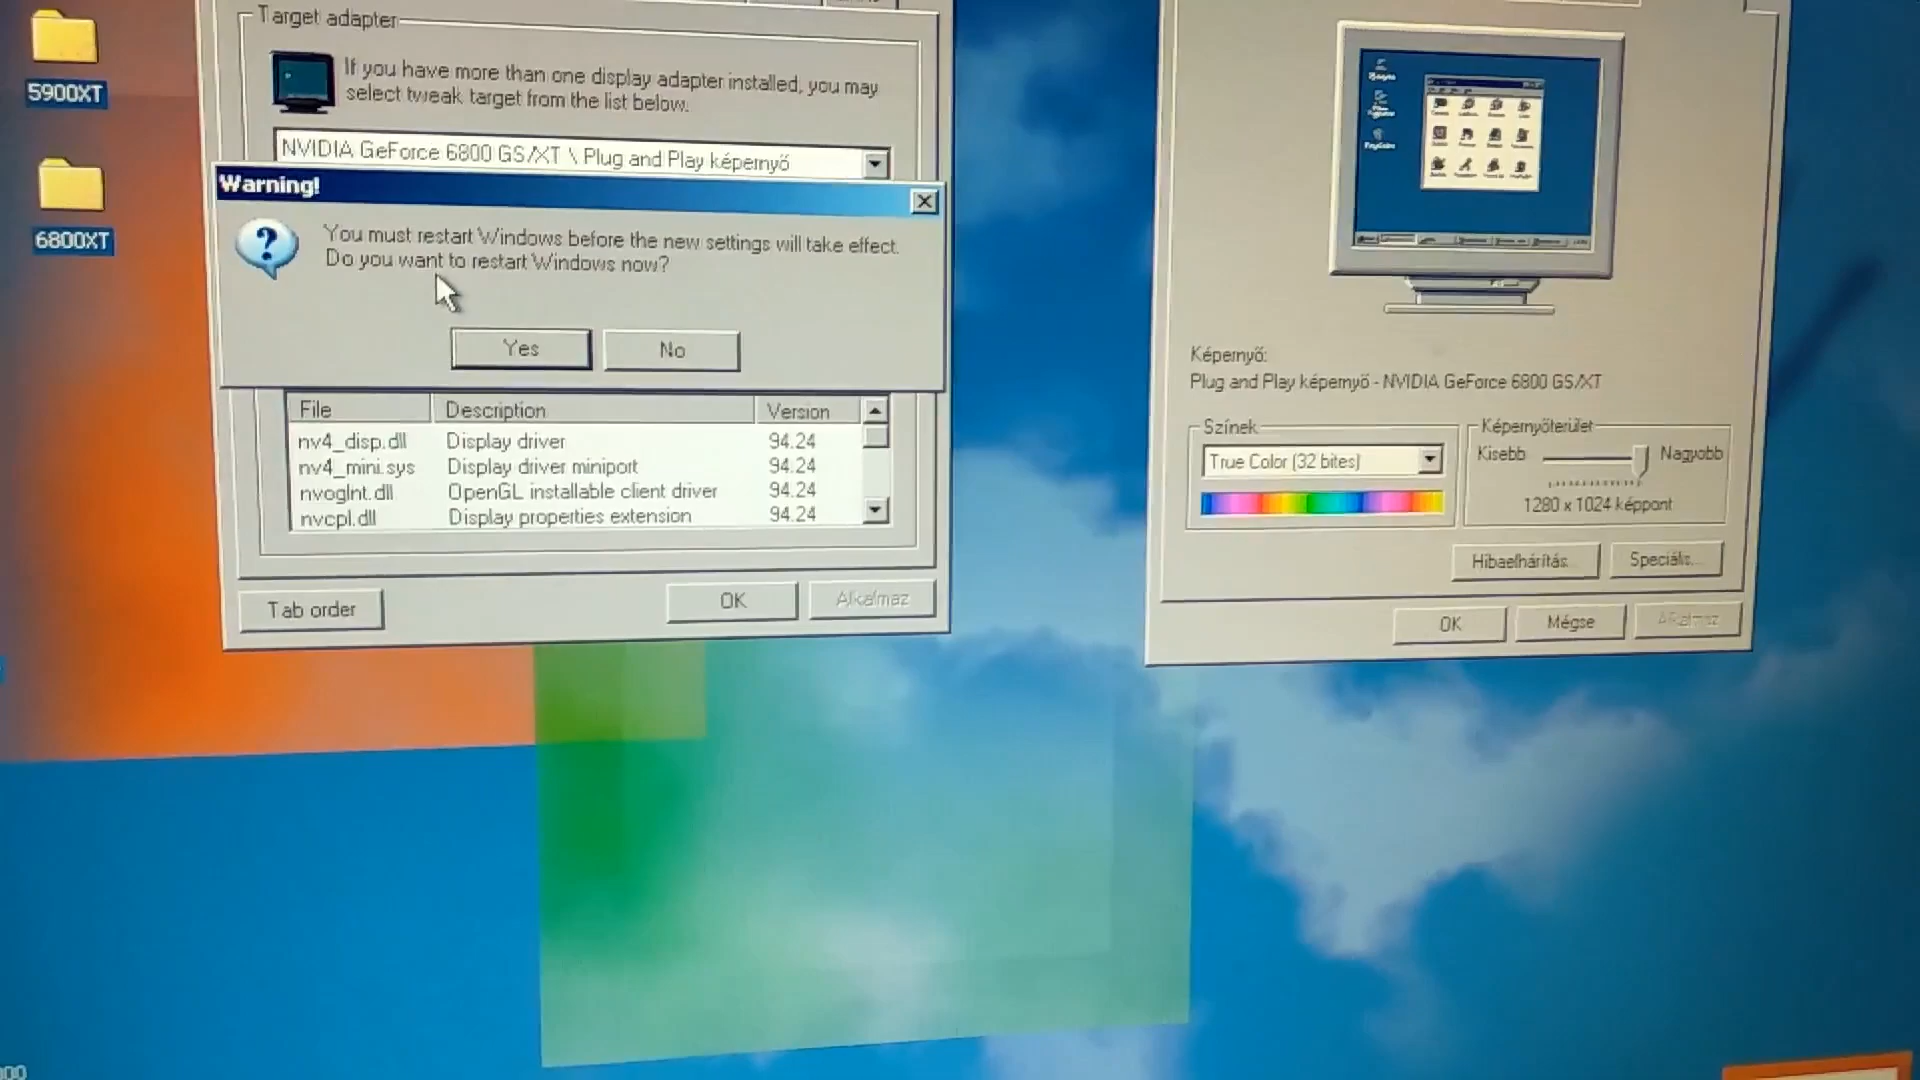 5900XT
6800XT
Target adapter
If you have more than one display adapter installed, you may
select tweak target from the list below.
NVIDIA GeForce 6800 GS/XT \ Plug and Play képernyő
Warning!
You must restart Windows before the new settings will take effect.
Do you want to restart Windows now?
Yes
No
File Description Version
nv4_disp.dll Display driver 94.24
nv4_mini.sys Display driver miniport 94.24
nvoglnt.dll OpenGL installable client driver 94.24
nvcpl.dll Display properties extension 94.24
Tab order
OK
Alkalmaz
Képernyő:
Plug and Play képernyő - NVIDIA GeForce 6800 GS/XT
Színek
True Color (32 bites)
Képernyőterület
Kisebb
Nagyobb
1280 x 1024 képpont
Hibaelhárítás...
Speciális...
OK
Mégse
Alkalmaz